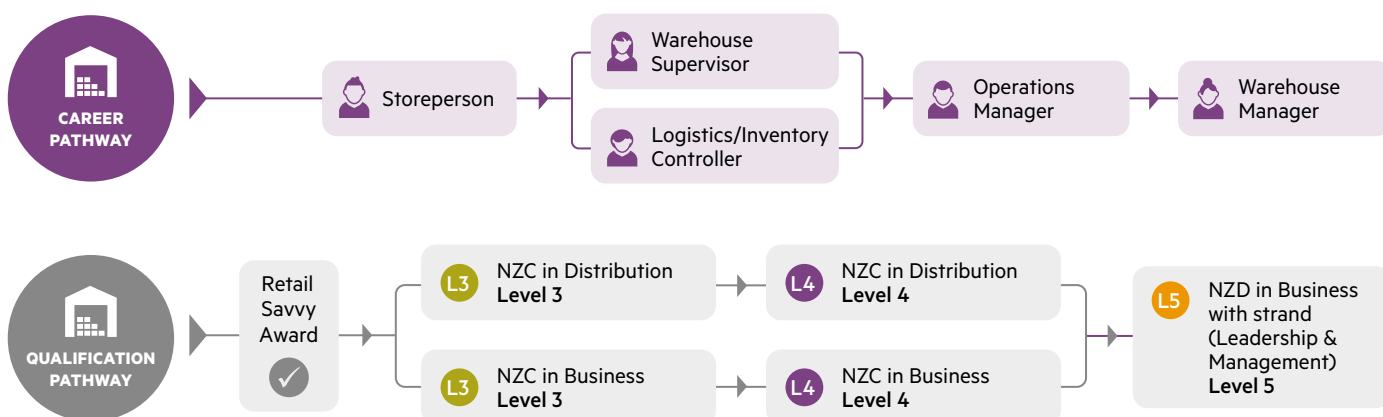 CAREER
PATHWAY
Storeperson
Warehouse
Supervisor
Logistics/Inventory
Controller
Operations
Manager
Warehouse
Manager
QUALIFICATION
PATHWAY
Retail
Savvy
Award
L3
NZC in Distribution
Level 3
L4
NZC in Distribution
Level 4
L3
NZC in Business
Level 3
L4
NZC in Business
Level 4
L5
NZD in Business
with strand
(Leadership &
Management)
Level 5